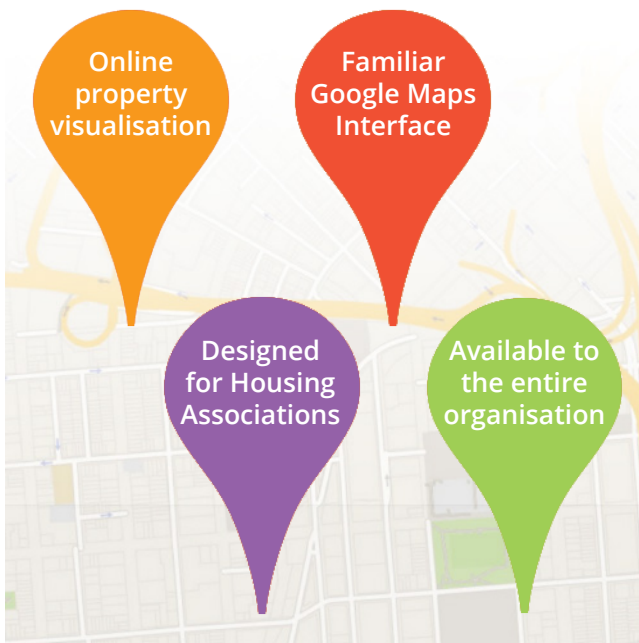 Online
property
visualisation
Familiar
Google Maps
Interface
Designed
for Housing
Associations
Available to
the entire
organisation